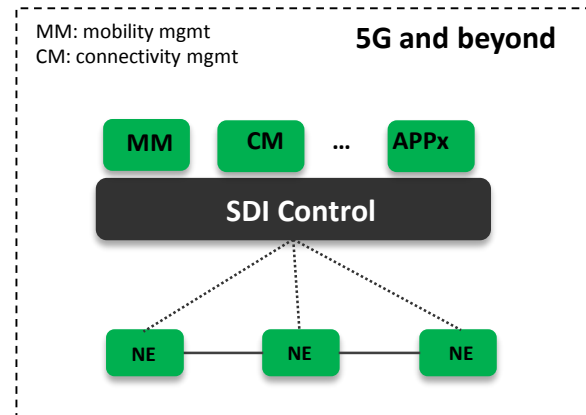 MM: mobility mgmt
CM: connectivity mgmt
5G and beyond
MM CM ... APPx
SDI Control
NE NE NE